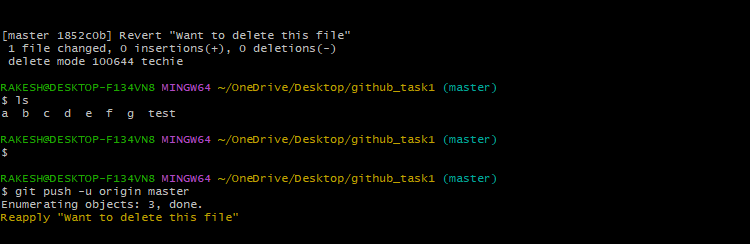 [master 1852c0b] Revert "Want to delete this file"
 1 file changed, 0 insertions(+), 0 deletions(-)
 delete mode 100644 techie
RAKESH@DESKTOP-F134VN8 MINGW64 ~/OneDrive/Desktop/github_task1 (master)
$ ls
a  b  c  d  e  f  g  test
RAKESH@DESKTOP-F134VN8 MINGW64 ~/OneDrive/Desktop/github_task1 (master)
$
RAKESH@DESKTOP-F134VN8 MINGW64 ~/OneDrive/Desktop/github_task1 (master)
$ git push -u origin master
Enumerating objects: 3, done.
Reapply "Want to delete this file"